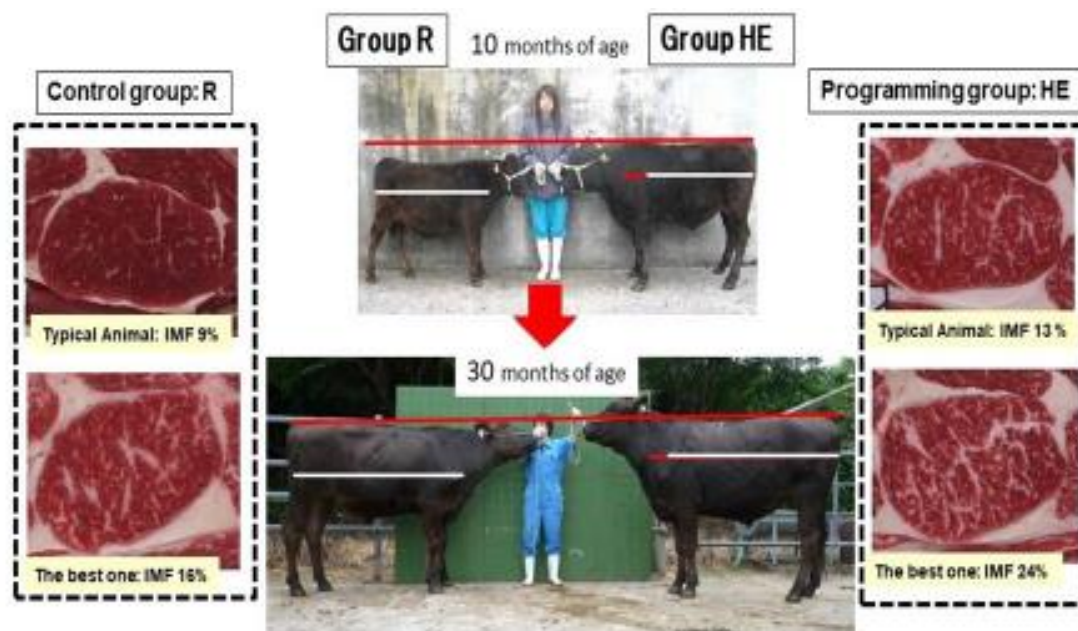 Group R
10 months of age
Group HE
Control group: R
Programming group: HE
Typical Animal: IMF 9%
Typical Animal: IMF 13 %
30 months of age
The best one: IMF 16%
The best one: IMF 24%